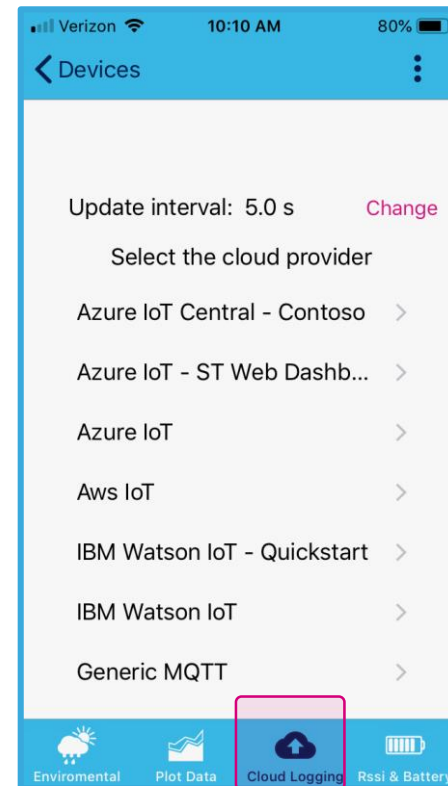 Verizon 10:10 AM 80%
Devices
Update interval: 5.0 s Change
Select the cloud provider
Azure IoT Central - Contoso
Azure IoT - ST Web Dashb...
Azure IoT
Aws IoT
IBM Watson IoT - Quickstart
IBM Watson IoT
Generic MQTT
Enviromental Plot Data Cloud Logging Rssi & Battery